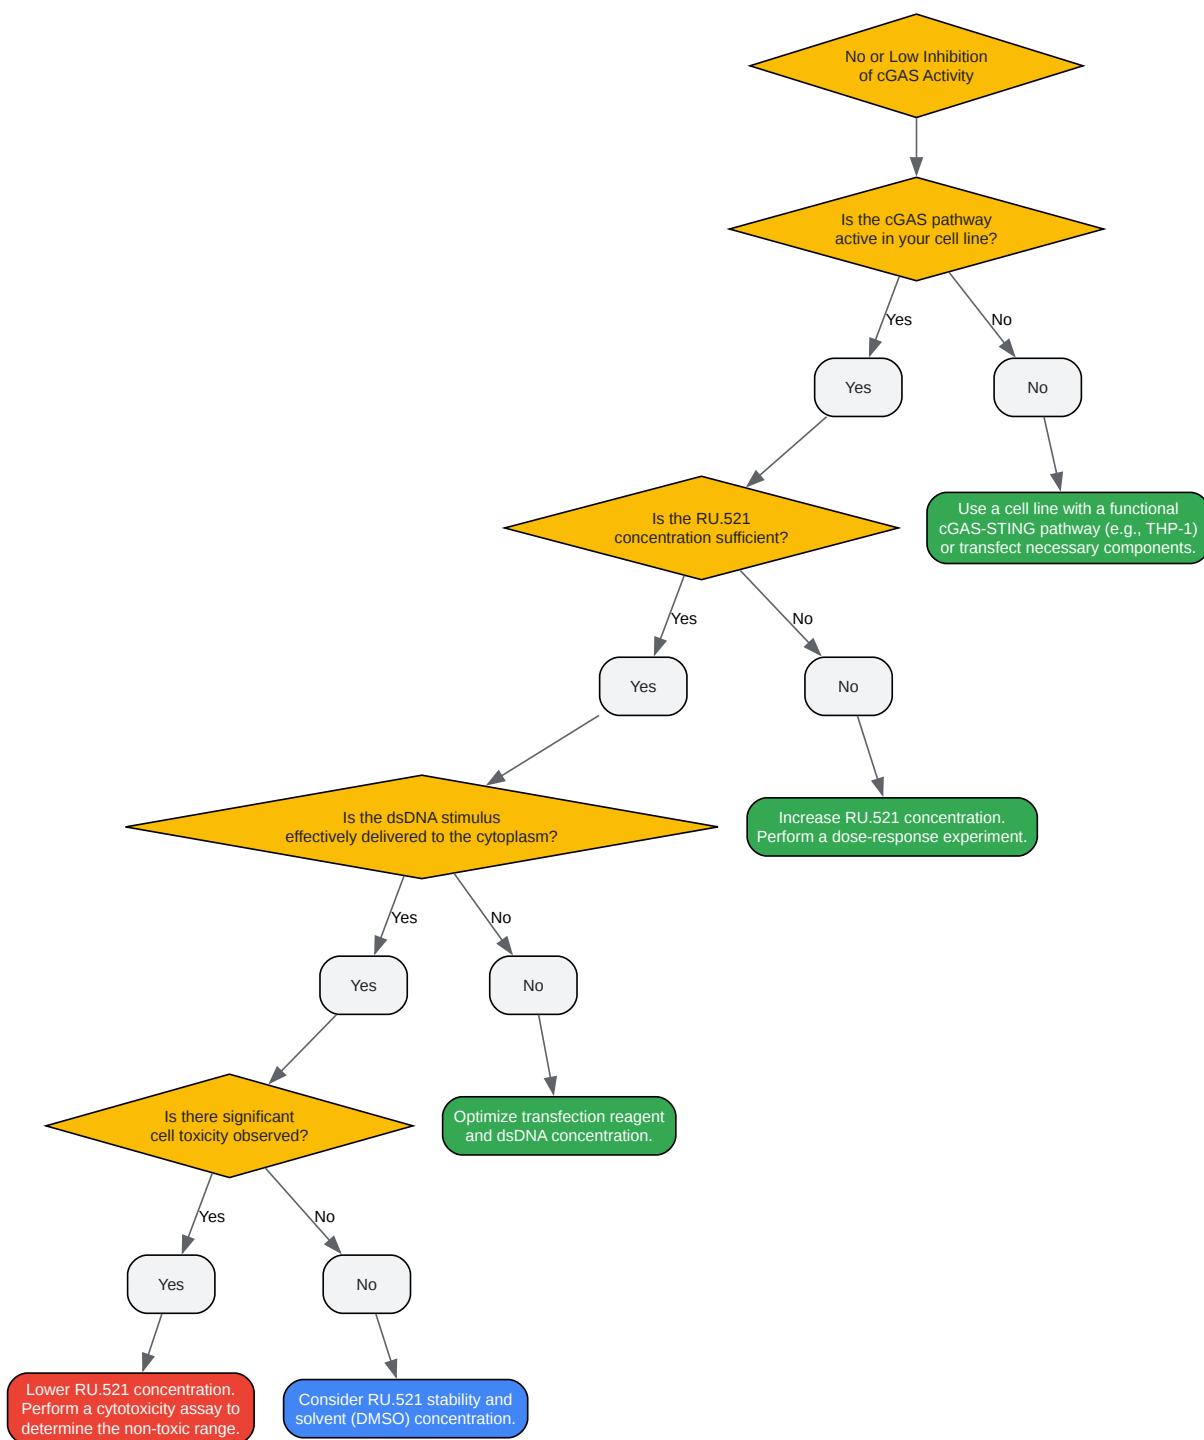 No or Low Inhibition
of cGAS Activity
Is the cGAS pathway
active in your cell line?
Yes
No
Yes
No
Is the RU.521
concentration sufficient?
Use a cell line with a functional
cGAS-STING pathway (e.g., THP-1)
or transfect necessary components.
Yes
No
Yes
No
Is the dsDNA stimulus
effectively delivered to the cytoplasm?
Increase RU.521 concentration.
Perform a dose-response experiment.
Yes
No
Yes
No
Is there significant
cell toxicity observed?
Optimize transfection reagent
and dsDNA concentration.
Yes
No
Yes
No
Lower RU.521 concentration.
Perform a cytotoxicity assay to
determine the non-toxic range.
Consider RU.521 stability and
solvent (DMSO) concentration.